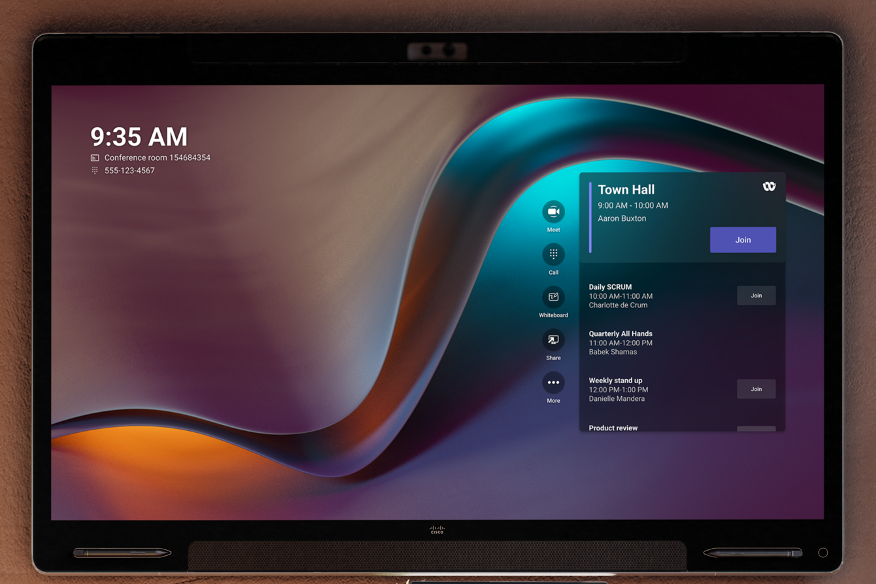 9:35 AM
Conference room 154684354
555-123-4567
Meet
Call
Whiteboard
Share
More
Town Hall
9:00 AM - 10:00 AM
Aaron Buxton
Join
Daily SCRUM
10:00 AM-11:00 AM
Charlotte de Crum
Join
Quarterly All Hands
11:00 AM-12:00 PM
Babek Shamas
Weekly stand up
12:00 PM-1:00 PM
Danielle Mandera
Join
Product review
CISCO